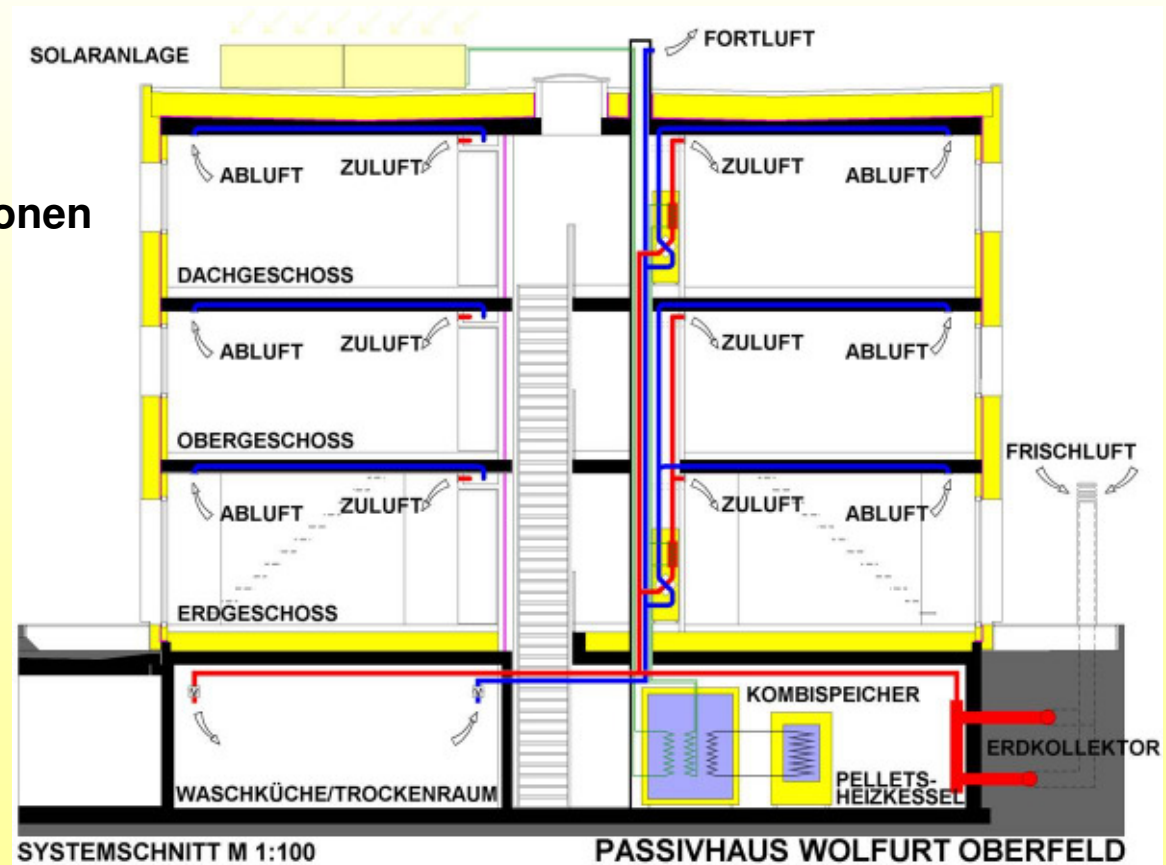 SOLARANLAGE
FORTLUFT
ABLUFT ZULUFT ZULUFT ABLUFT
onen
DACHGESCHOSS
ABLUFT ZULUFT ZULUFT ABLUFT
OBERGESCHOSS
FRISCHLUFT
ABLUFT ZULUFT ZULUFT ABLUFT
ERDGESCHOSS
KOMBISPEICHER
ERDKOLLEKTOR
WASCHKÜCHE/TROCKENRAUM
PELLETS-
HEIZKESSEL
SYSTEMSCHNITT M 1:100
PASSIVHAUS WOLFURT OBERFELD